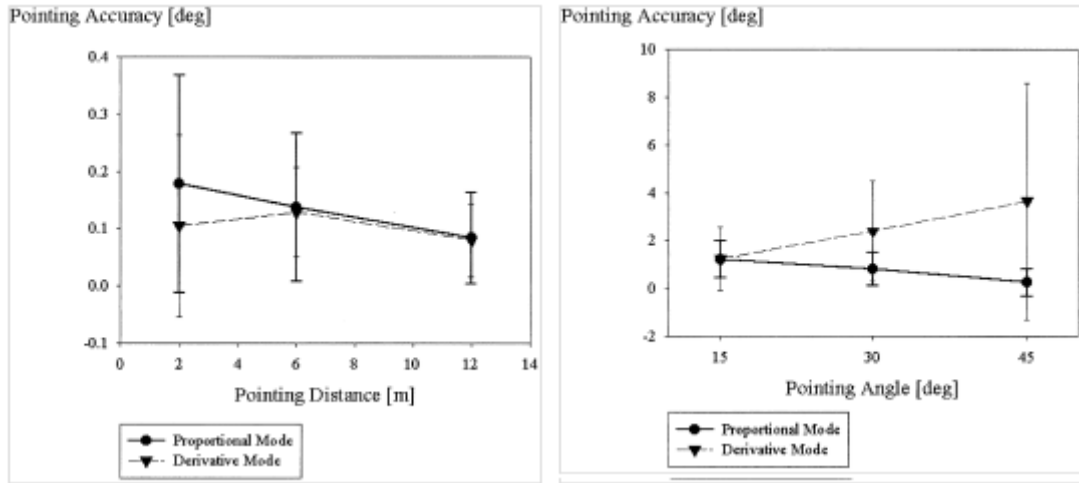 Pointing Accuracy [deg]
0.4
0.3
0.2
0.1
0.0
-0.1
0 2 4 6 8 10 12 14
Pointing Distance [m]
Proportional Mode
Derivative Mode
Pointing Accuracy [deg]
10
8
6
4
2
0
-2
15 30 45
Pointing Angle [deg]
Proportional Mode
Derivative Mode